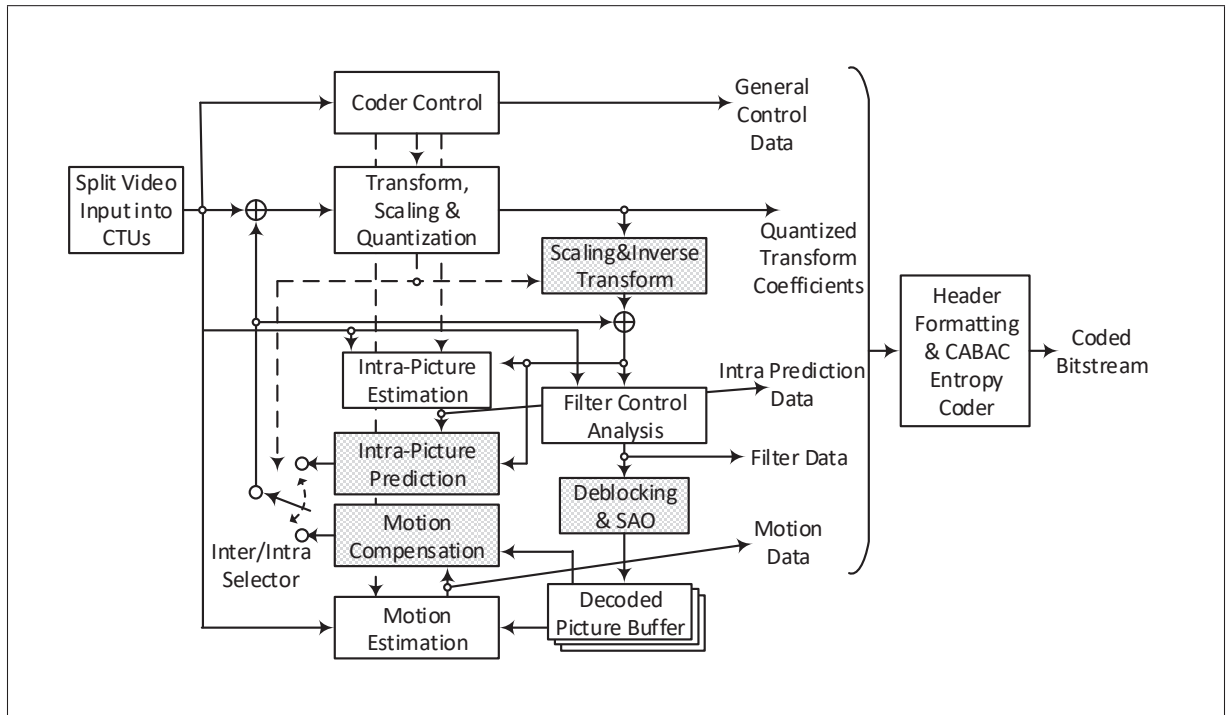 Coder Control
General
Control
Data
Split Video
Input into
CTUs
Transform,
Scaling &
Quantization
Quantized
Transform
Coefficients
Scaling&Inverse
Transform
Header
Formatting
& CABAC
Entropy
Coder
Coded
Bitstream
Intra-Picture
Estimation
Intra Prediction
Data
Filter Control
Analysis
Intra-Picture
Prediction
Filter Data
Deblocking
& SAO
Motion
Compensation
Motion
Data
Inter/Intra
Selector
Motion
Estimation
Decoded
Picture Buffer